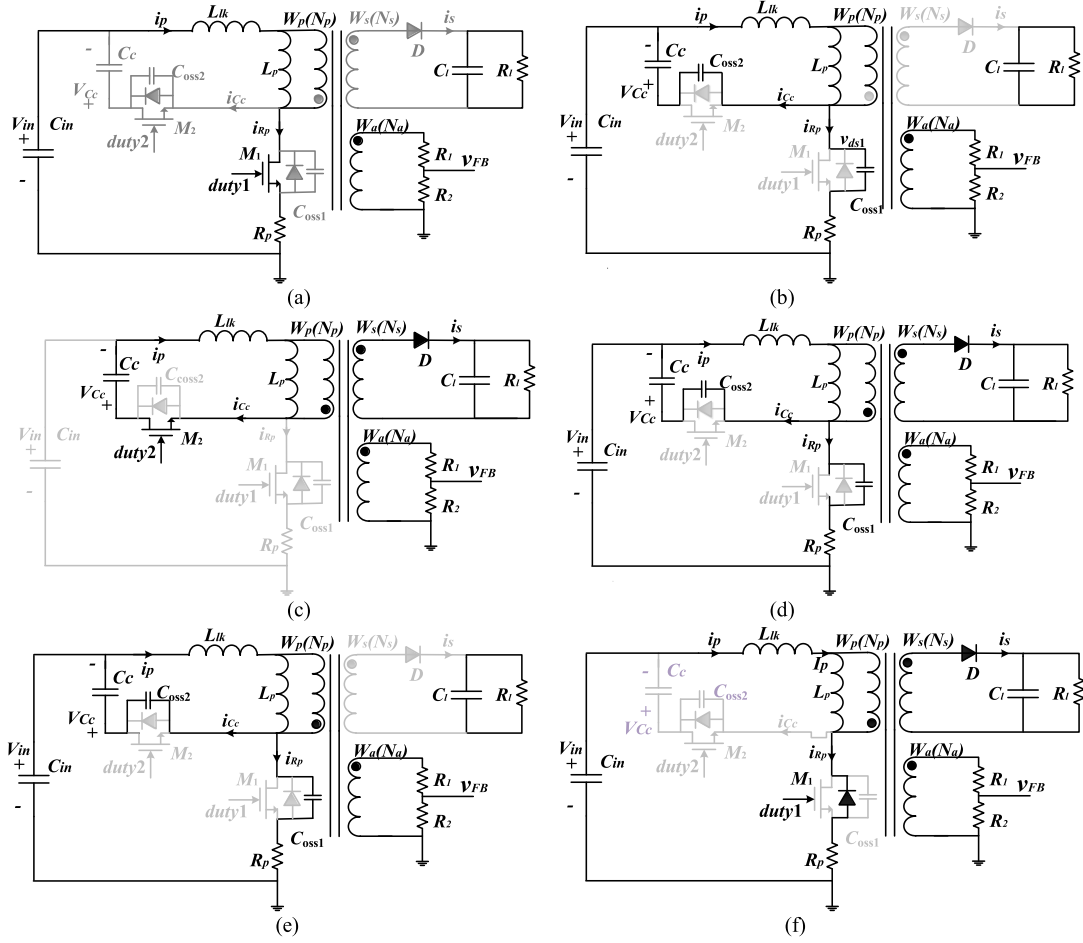 ip Llk Wp(Np) Ws(Ns) is
- Cc Coss2 Lp D Cl Rl
VCc + iCc
Vin + Cin duty2 M2 iRp Wa(Na)
M1 R1 vFB
- duty1 R2
Coss1
Rp
(a)
ip Llk Wp(Np) Ws(Ns) is
- Cc Coss2 Lp D Cl Rl
VCc + iCc
Vin + Cin duty2 M2 iRp Wa(Na)
M1 vds1 R1 vFB
- duty1 R2
Coss1
Rp
(b)
ip Llk Wp(Np) Ws(Ns) is
- Cc Ccoss2 Lp D Cl Rl
VCc + iCc
Vin + Cin duty2 M2 iRp Wa(Na)
M1 R1 vFB
- duty1 R2
Coss1
Rp
(c)
ip Llk Wp(Np) Ws(Ns) is
- Cc Coss2 Lp D Cl Rl
VCc + iCc
Vin + Cin duty2 M2 iRp Wa(Na)
M1 R1 vFB
- duty1 R2
Coss1
Rp
(d)
ip Llk Wp(Np) Ws(Ns) is
- Cc Coss2 Lp D Cl Rl
VCc + iCc
Vin + Cin duty2 M2 iRp Wa(Na)
M1 R1 vFB
- duty1 R2
Coss1
Rp
(e)
ip Llk Wp(Np) Ws(Ns) is
- Cc Coss2 Ip Lp D Cl Rl
VCc + iCc
Vin + Cin duty2 M2 iRp Wa(Na)
M1 R1 vFB
- duty1 R2
Coss1
Rp
(f)